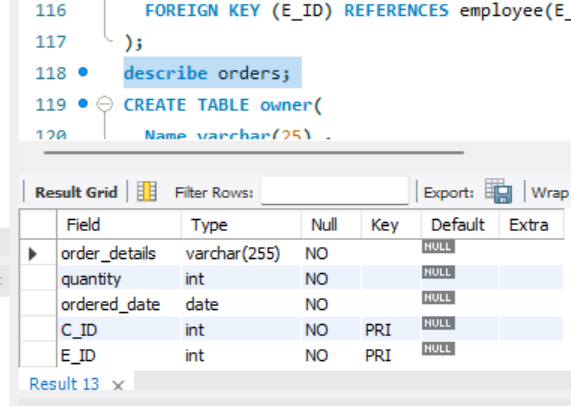 116 FOREIGN KEY (E_ID) REFERENCES employee(E_
117 );
118 describe orders;
119 CREATE TABLE owner(
120 Name varchar(25) ,
Result Grid Filter Rows: Export: Wrap
Field Type Null Key Default Extra
order_details varchar(255) NO NULL
quantity int NO NULL
ordered_date date NO NULL
C_ID int NO PRI NULL
E_ID int NO PRI NULL
Result 13 ×